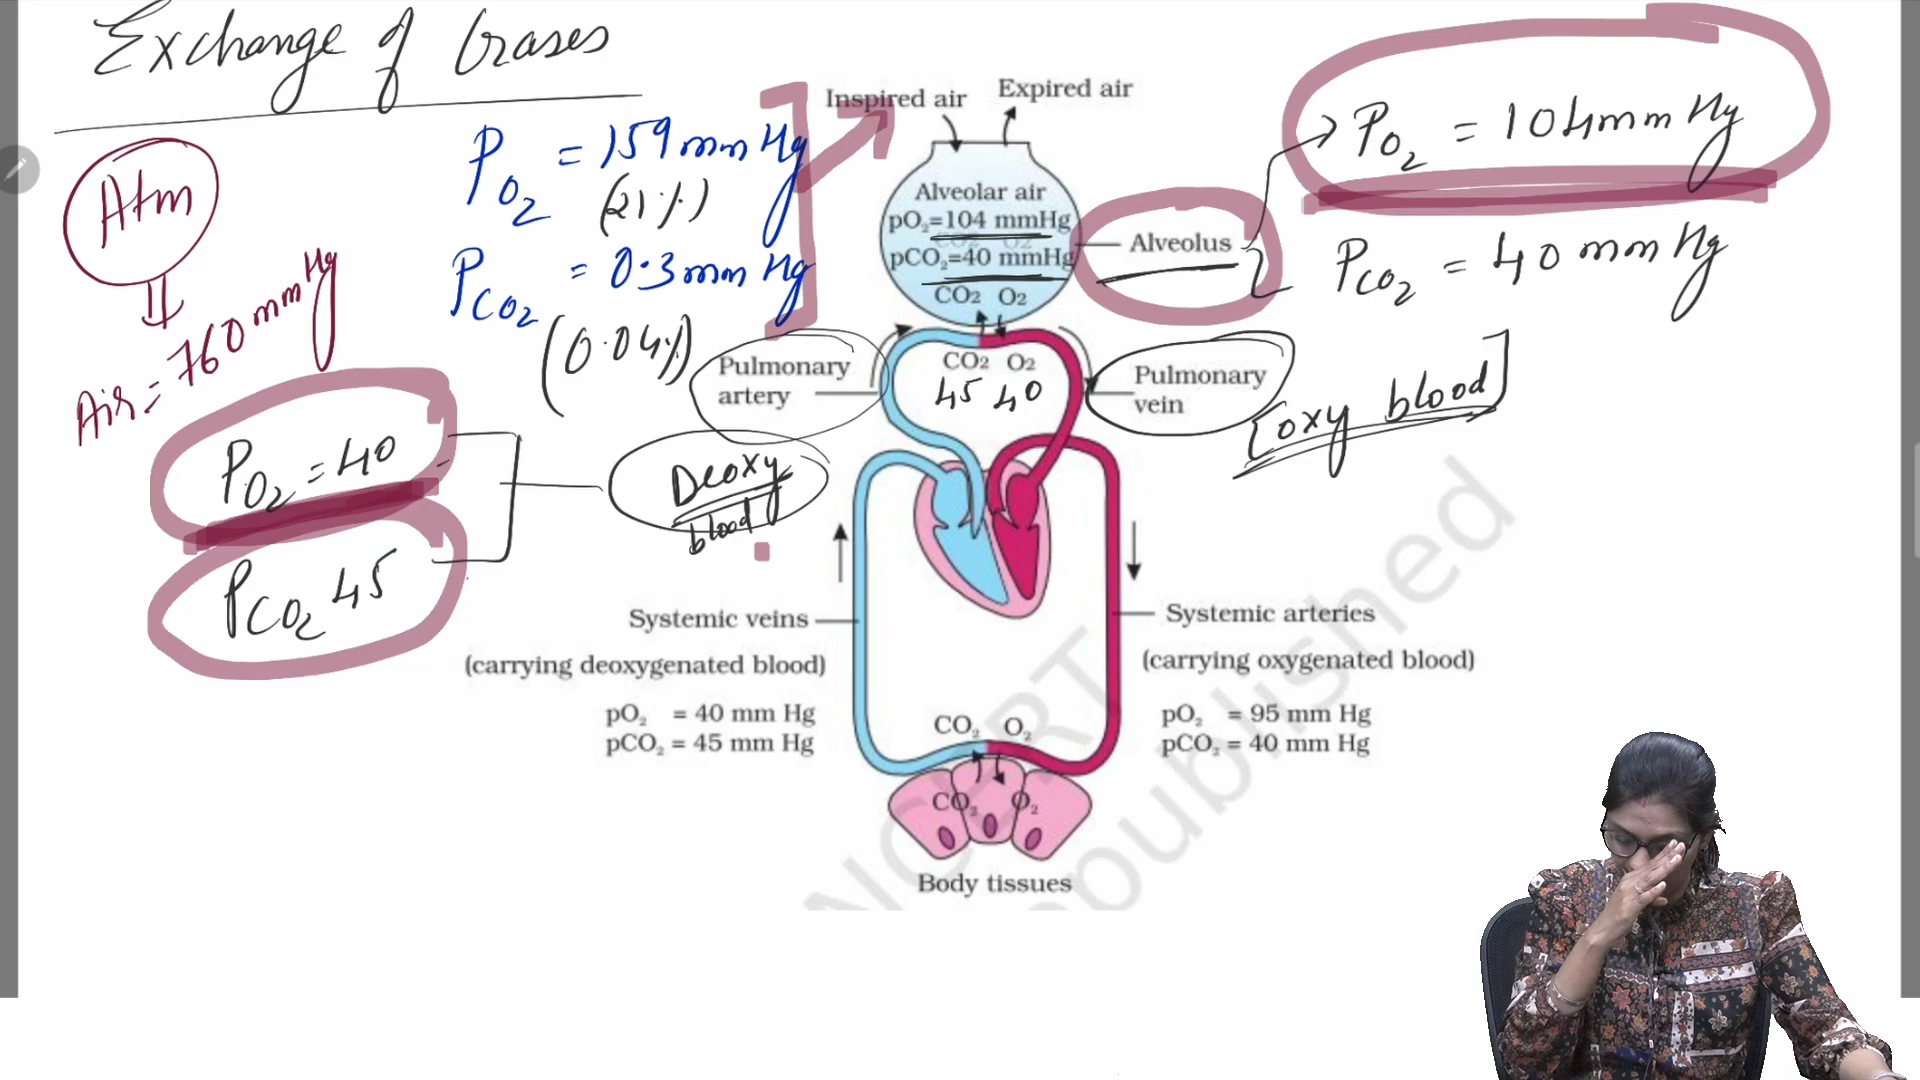 Exchange of Gases
Atm
Air = 760 mm Hg
PO2 = 159 mm Hg
(21%)
PCO2 = 0.3 mm Hg
(0.04%)
Inspired air
Expired air
Alveolar air
pO2=104 mmHg
pCO2=40 mmHg
CO2 O2
Alveolus
PO2 = 104 mm Hg
PCO2 = 40 mm Hg
Pulmonary
artery
CO2 O2
45 40
Pulmonary
vein
[oxy blood]
PO2 = 40
PCO2 45
Deoxy
blood
Systemic veins
(carrying deoxygenated blood)
pO2 = 40 mm Hg
pCO2 = 45 mm Hg
Systemic arteries
(carrying oxygenated blood)
pO2 = 95 mm Hg
pCO2 = 40 mm Hg
CO2 O2
CO2 O2
Body tissues
NCERT